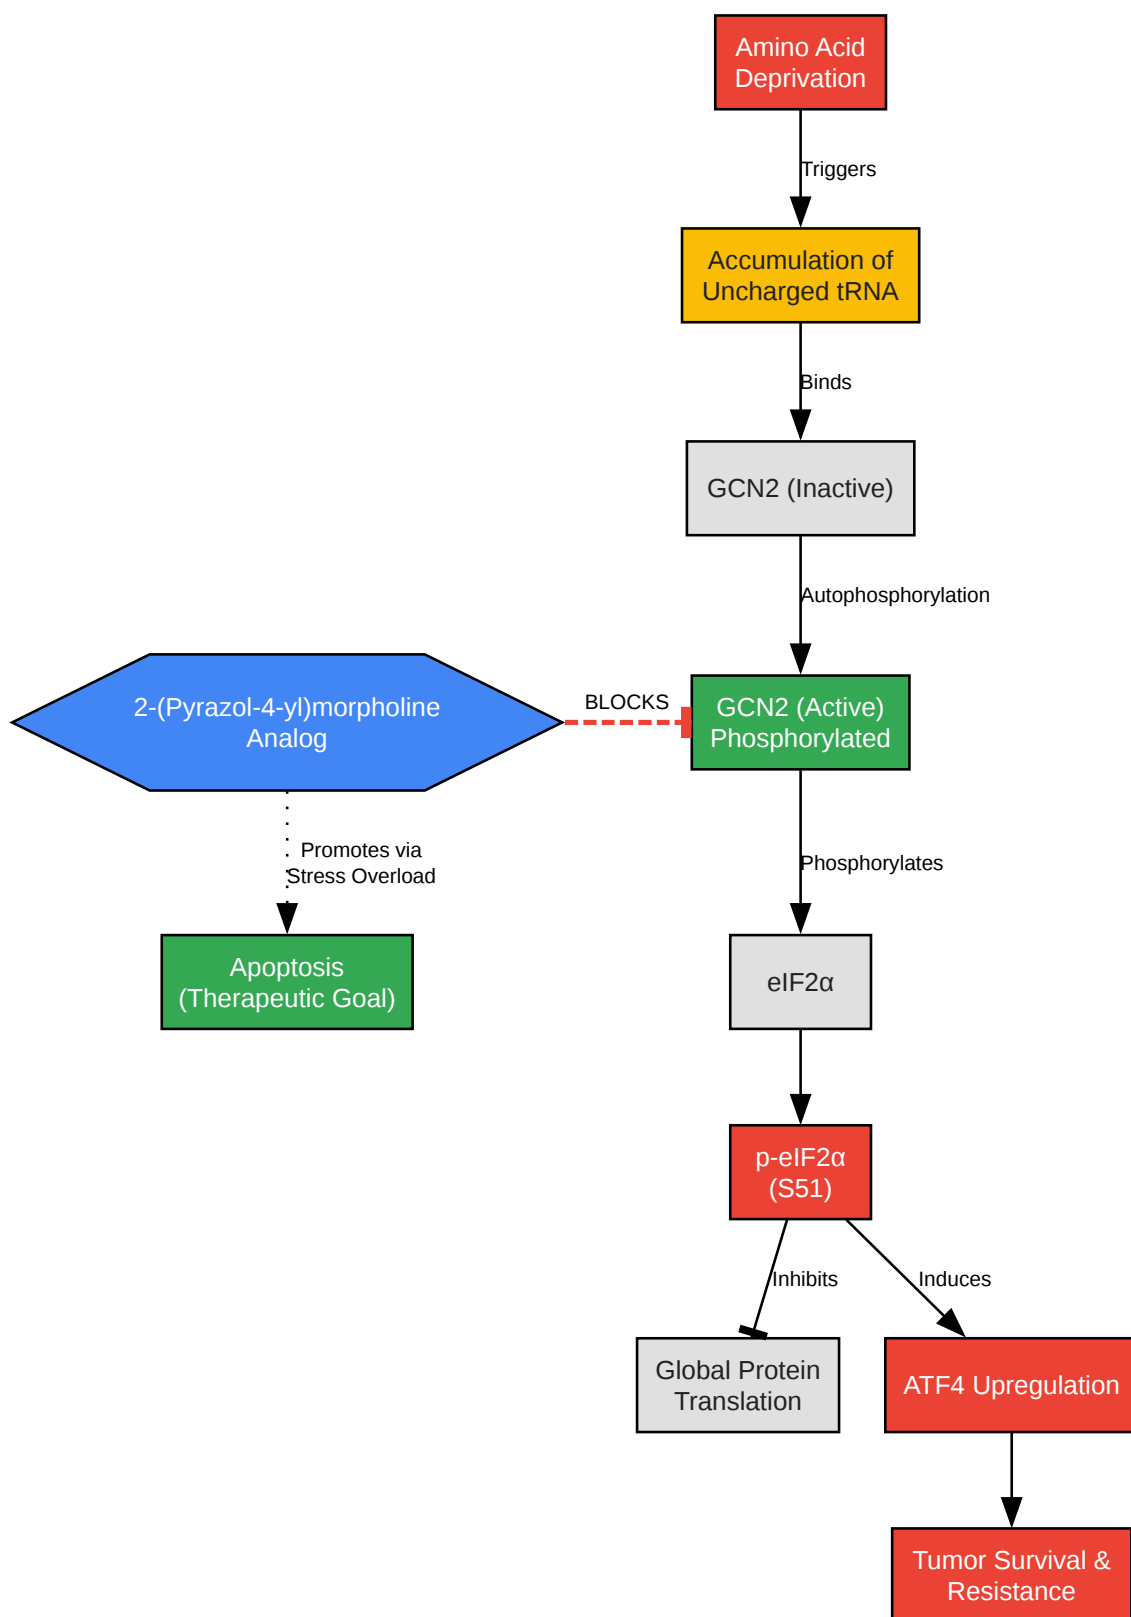 Amino Acid
Deprivation
Triggers
Accumulation of
Uncharged tRNA
Binds
GCN2 (Inactive)
Autophosphorylation
2-(Pyrazol-4-yl)morpholine
Analog
BLOCKS
GCN2 (Active)
Phosphorylated
Promotes via
Stress Overload
Phosphorylates
Apoptosis
(Therapeutic Goal)
eIF2α
p-eIF2α
(S51)
Inhibits
Induces
Global Protein
Translation
ATF4 Upregulation
Tumor Survival &
Resistance